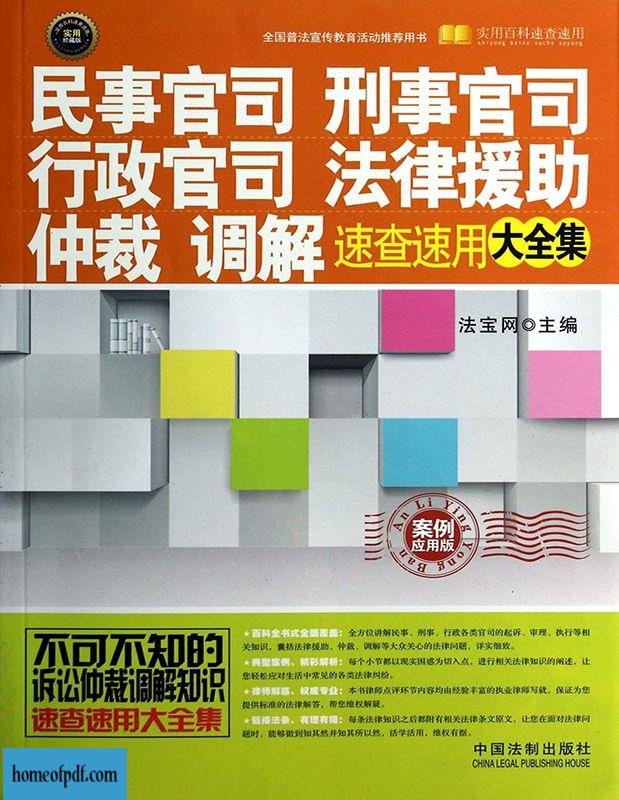 实用百科速查速用
实用
珍藏版
全国普法宣传教育活动推荐用书
实用百科速查速用
shiyong baike sucha suyong
民事官司 刑事官司
行政官司 法律援助
仲裁 调解 速查速用大全集
法宝网◎主编
An Li Ying Yong Ban
案例
应用版
不可不知的
诉讼仲裁调解知识
速查速用大全集
★百科全书式全面覆盖:全方位讲解民事、刑事、行政各类官司的起诉、审理、执行等相
关知识,囊括法律援助、仲裁、调解等大众关心的法律问题,详实细致。
★典型案例、精彩解析:每个小节都以现实困惑为切入点,进行相关法律知识的阐述,让
您轻松应对生活中常见的各类法律纠纷。
★律师解惑、权威专业:本书律师点评环节内容均由经验丰富的执业律师写就,保证为您
提供标准的法律解答,帮您维权解疑。
★链接法条、有理有据:每条法律知识之后都附有相关法律条文原文,让您在面对法律问
题时,能够做到知其然并知其所以然,活学活用,维权有据。
中国法制出版社
CHINA LEGAL PUBLISHING HOUSE
homeofpdf.com